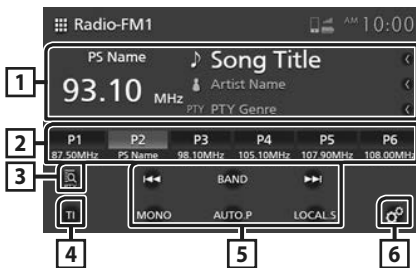 Radio-FM1
AM 10:00
PS Name
Song Title
93.10 MHz
Artist Name
PTY PTY Genre
1
P1 P2 P3 P4 P5 P6
87.50MHz PS Name 98.10MHz 105.10MHz 107.90MHz 108.00MHz
2
3
BAND
TI MONO AUTO.P LOCAL.S
4 5 6